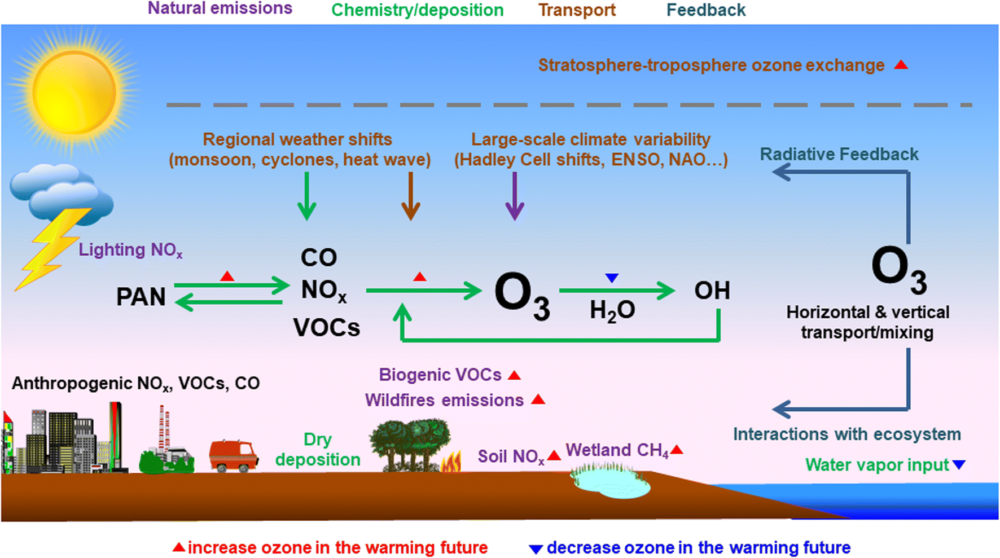 Natural emissions Chemistry/deposition Transport Feedback
Stratosphere-troposphere ozone exchange
Regional weather shifts
(monsoon, cyclones, heat wave)
Large-scale climate variability
(Hadley Cell shifts, ENSO, NAO...)
Radiative Feedback
Lighting NOx
PAN
CO
NOx
VOCs
O3
H2O
OH
O3
Horizontal & vertical
transport/mixing
Anthropogenic NOx, VOCs, CO
Biogenic VOCs
Wildfires emissions
Dry
deposition
Soil NOx
Wetland CH4
Interactions with ecosystem
Water vapor input
increase ozone in the warming future
decrease ozone in the warming future